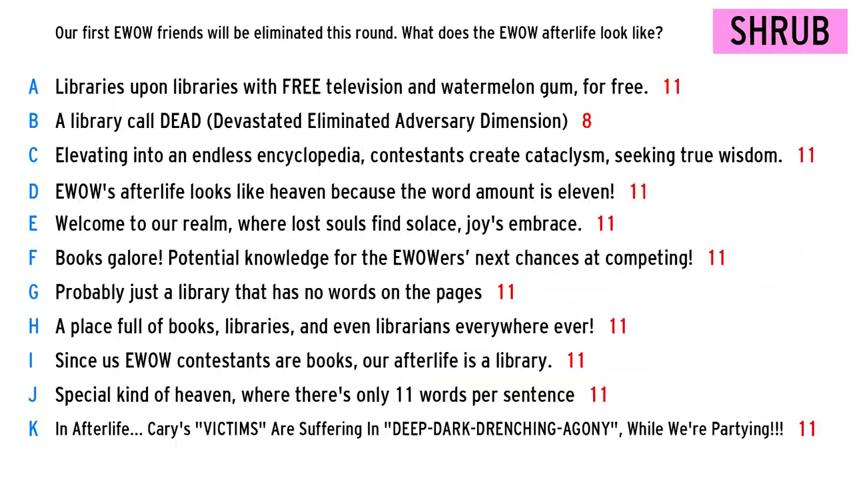 Our first EWOW friends will be eliminated this round. What does the EWOW afterlife look like?
SHRUB
A Libraries upon libraries with FREE television and watermelon gum, for free. 11
B A library call DEAD (Devastated Eliminated Adversary Dimension) 8
C Elevating into an endless encyclopedia, contestants create cataclysm, seeking true wisdom. 11
D EWOW's afterlife looks like heaven because the word amount is eleven! 11
E Welcome to our realm, where lost souls find solace, joy's embrace. 11
F Books galore! Potential knowledge for the EWOWers’ next chances at competing! 11
G Probably just a library that has no words on the pages 11
H A place full of books, libraries, and even librarians everywhere ever! 11
I Since us EWOW contestants are books, our afterlife is a library. 11
J Special kind of heaven, where there's only 11 words per sentence 11
K In Afterlife... Cary's "VICTIMS" Are Suffering In "DEEP-DARK-DRENCHING-AGONY", While We're Partying!!! 11